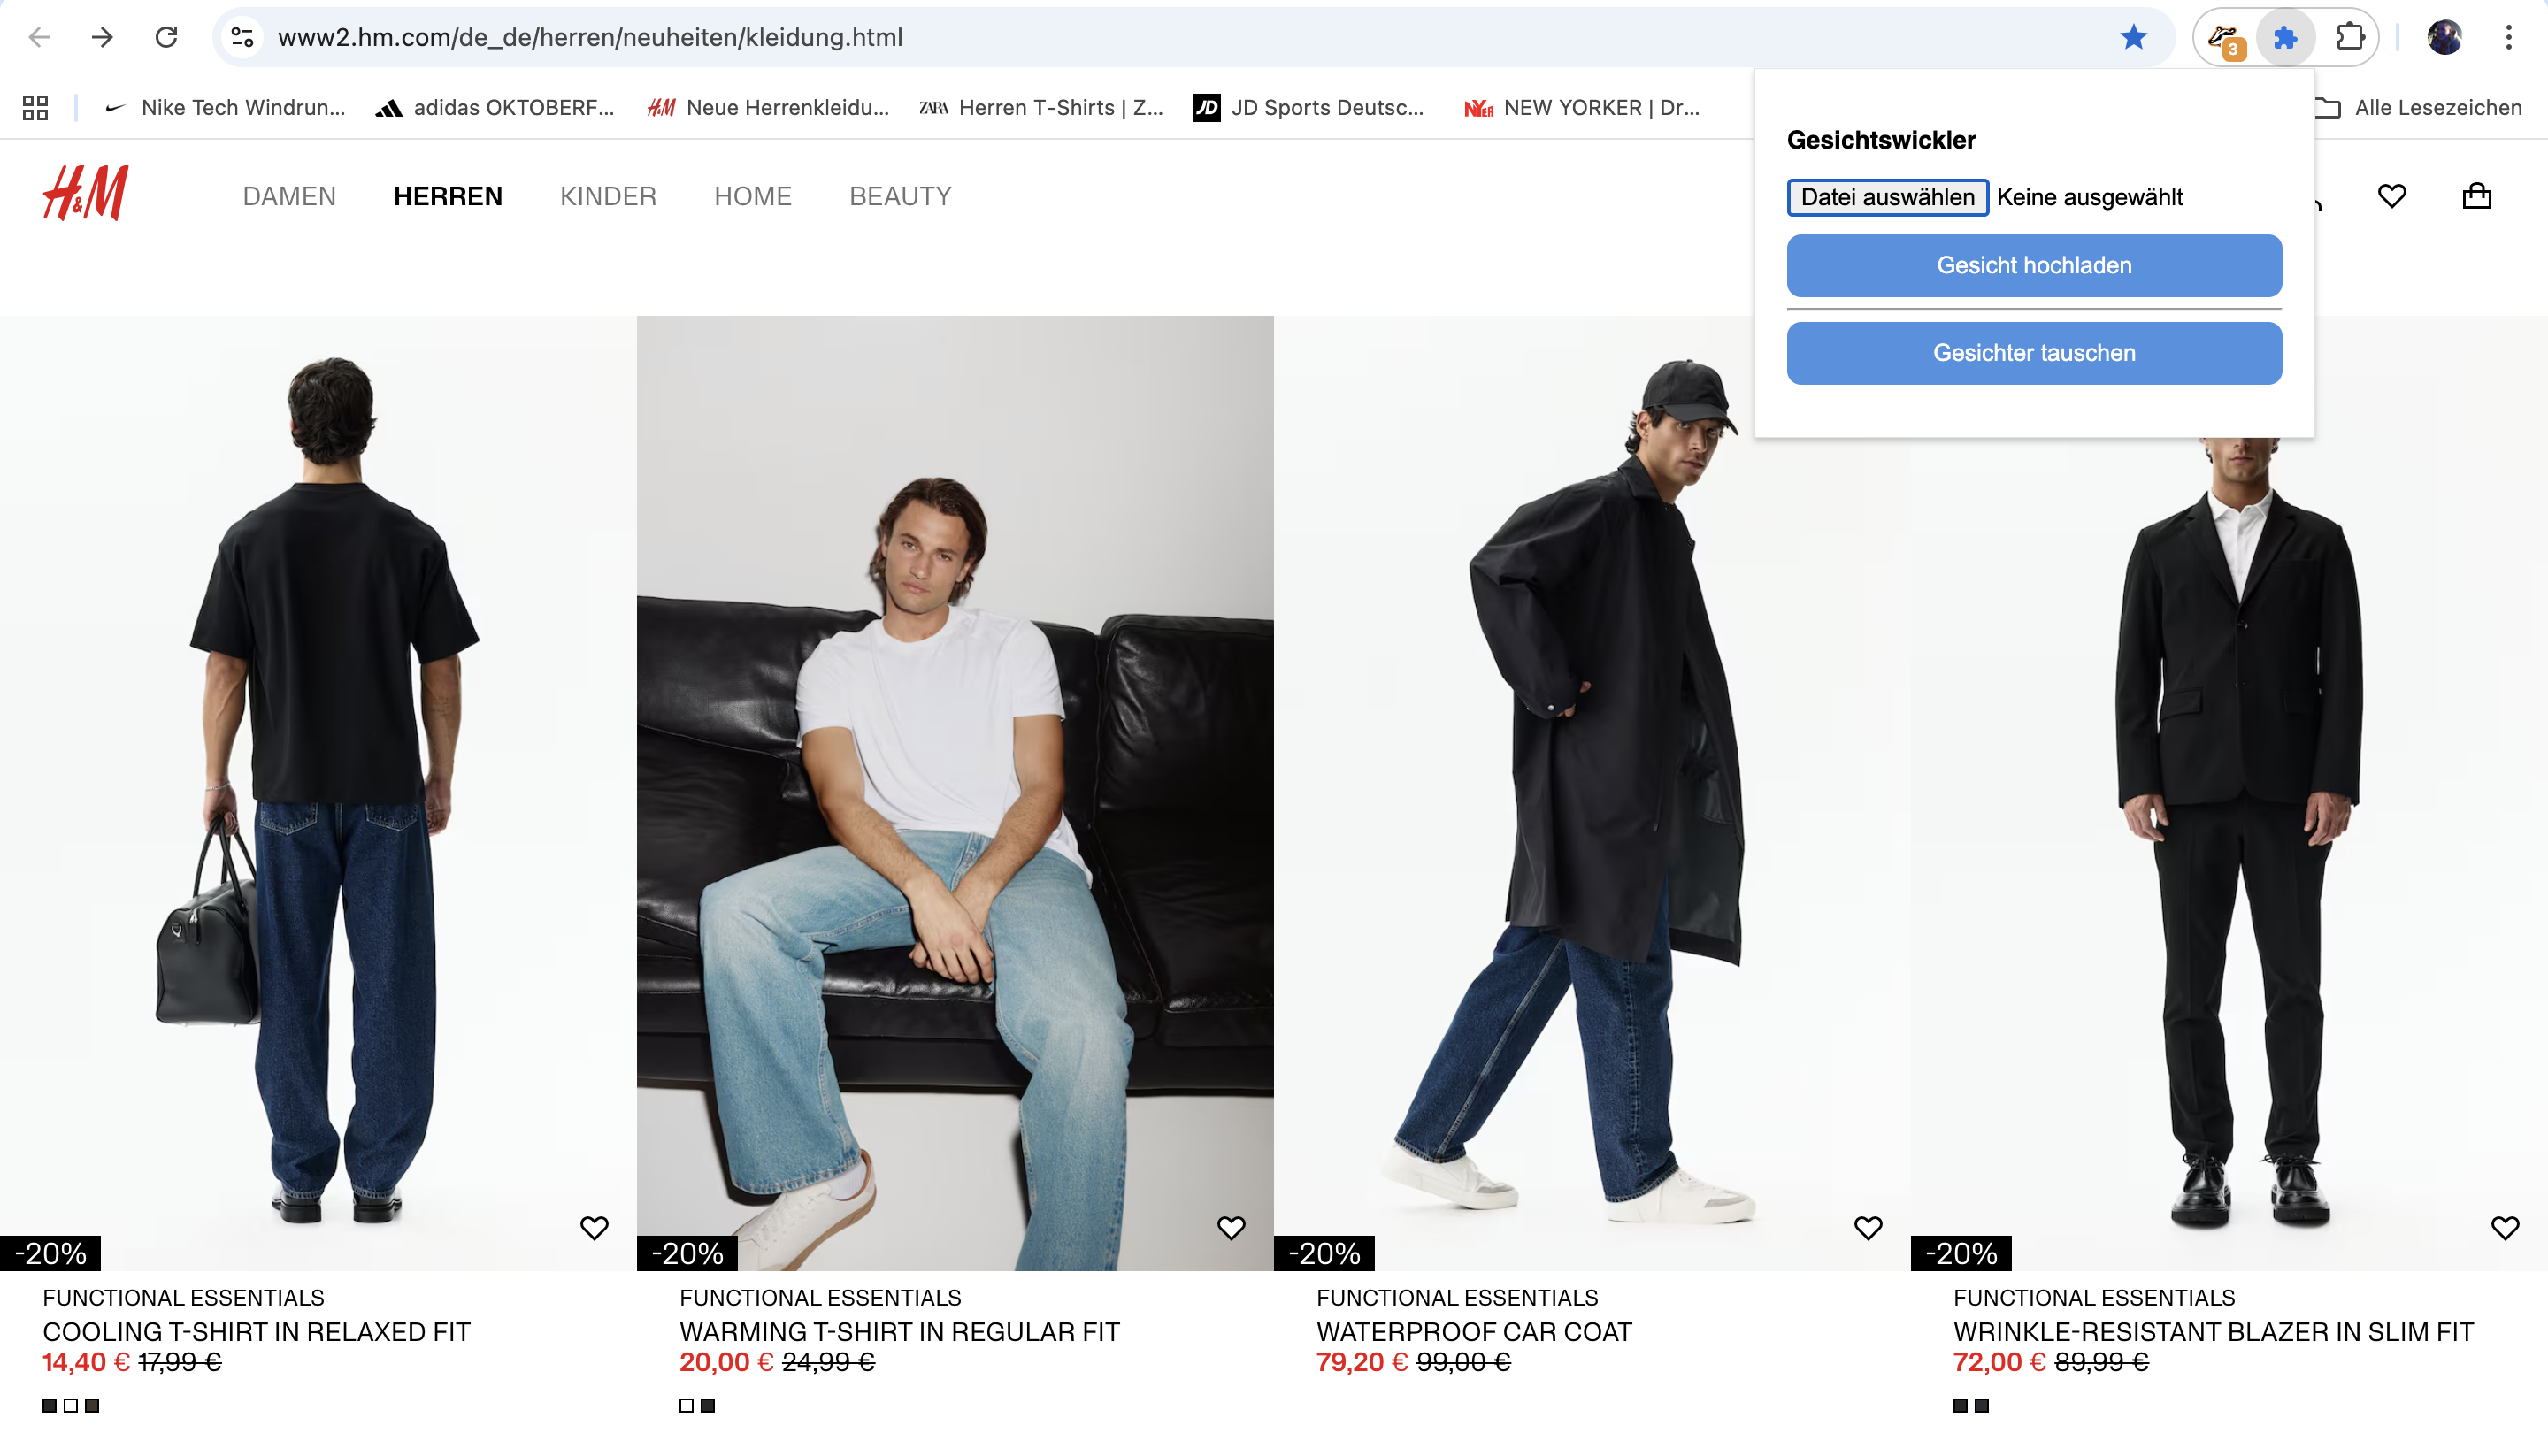 www2.hm.com/de_de/herren/neuheiten/kleidung.html
3
Nike Tech Windrun...
adidas OKTOBERF...
H&M
Neue Herrenkleidu...
ZARA
Herren T-Shirts | Z...
JD
JD Sports Deutsc...
NYER
NEW YORKER | Dr...
Alle Lesezeichen
H&M
DAMEN
HERREN
KINDER
HOME
BEAUTY
Gesichtswickler
Datei auswählen Keine ausgewählt
Gesicht hochladen
Gesichter tauschen
-20%
FUNCTIONAL ESSENTIALS
COOLING T-SHIRT IN RELAXED FIT
14,40 € 17,99 €
-20%
FUNCTIONAL ESSENTIALS
WARMING T-SHIRT IN REGULAR FIT
20,00 € 24,99 €
-20%
FUNCTIONAL ESSENTIALS
WATERPROOF CAR COAT
79,20 € 99,00 €
-20%
FUNCTIONAL ESSENTIALS
WRINKLE-RESISTANT BLAZER IN SLIM FIT
72,00 € 89,99 €